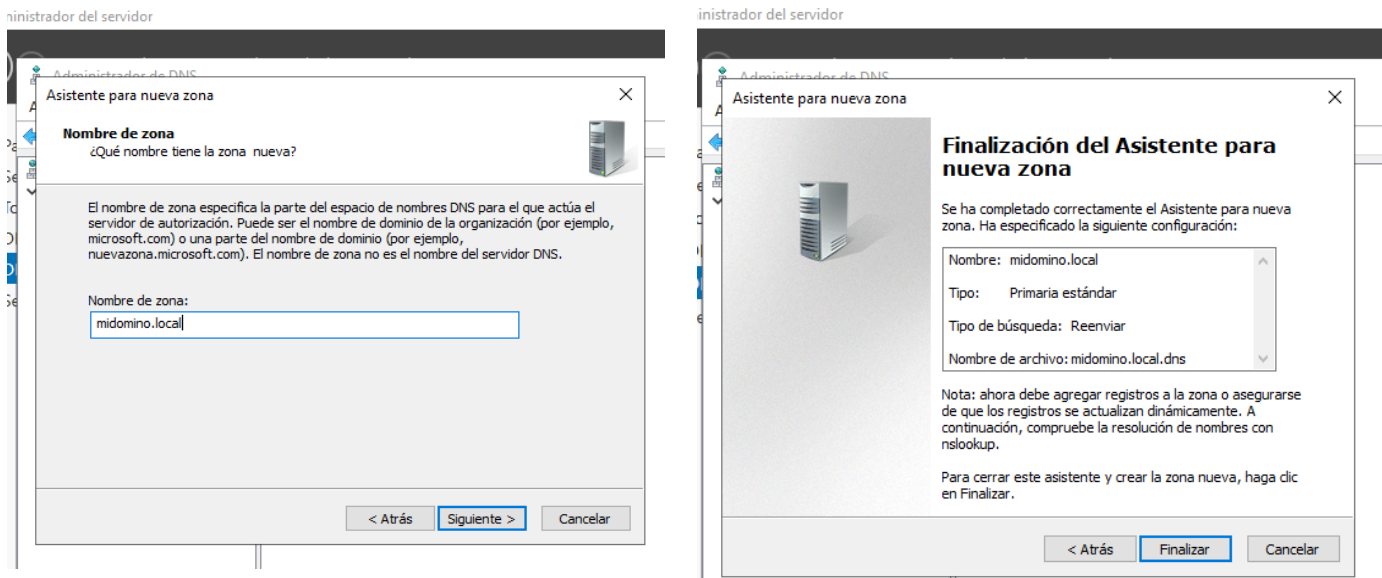 ninistrador del servidor
Administrador de DNS
Asistente para nueva zona
Nombre de zona
¿Qué nombre tiene la zona nueva?
El nombre de zona especifica la parte del espacio de nombres DNS para el que actúa el
servidor de autorización. Puede ser el nombre de dominio de la organización (por ejemplo,
microsoft.com) o una parte del nombre de dominio (por ejemplo,
nuevazona.microsoft.com). El nombre de zona no es el nombre del servidor DNS.
Nombre de zona:
midomino.local
< Atrás
Siguiente >
Cancelar
inistrador del servidor
Administrador de DNS
Asistente para nueva zona
Finalización del Asistente para
nueva zona
Se ha completado correctamente el Asistente para nueva
zona. Ha especificado la siguiente configuración:
Nombre: midomino.local
Tipo: Primaria estándar
Tipo de búsqueda: Reenviar
Nombre de archivo: midomino.local.dns
Nota: ahora debe agregar registros a la zona o asegurarse
de que los registros se actualizan dinámicamente. A
continuación, compruebe la resolución de nombres con
nslookup.
Para cerrar este asistente y crear la zona nueva, haga clic
en Finalizar.
< Atrás
Finalizar
Cancelar